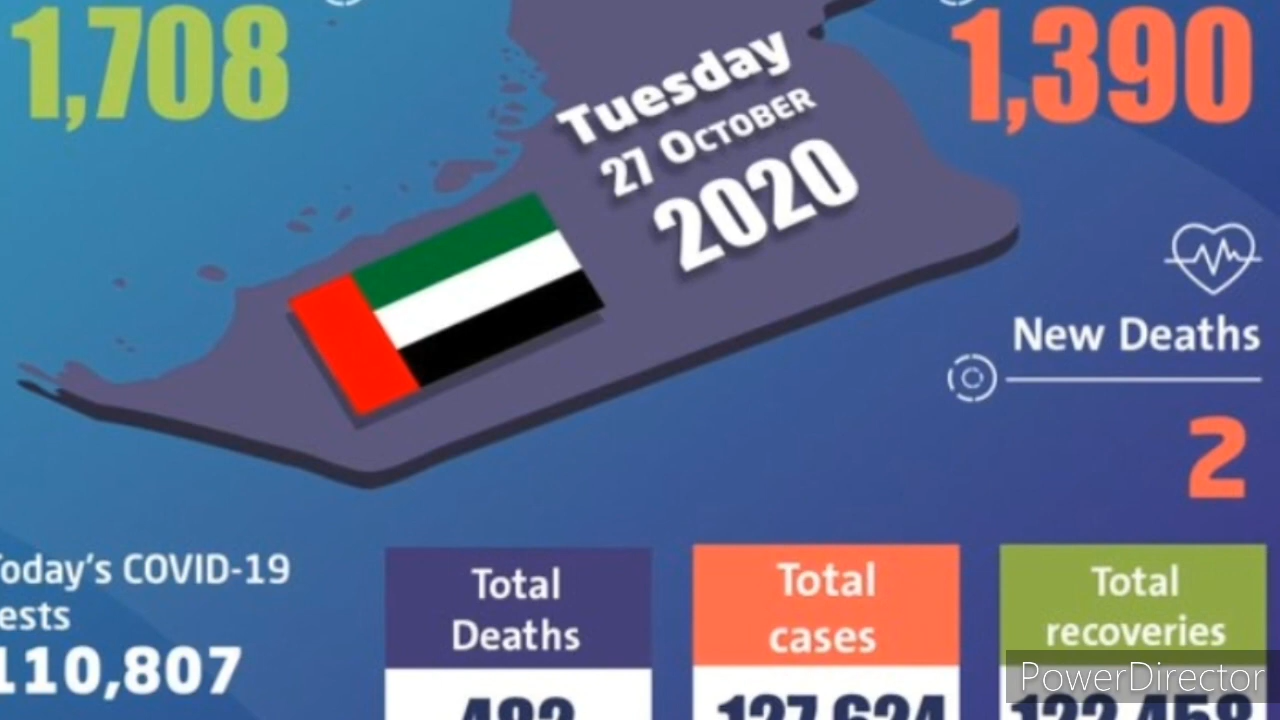 1,708
1,390
Tuesday
27 October
2020
New Deaths
2
oday's COVID-19
ests
110,807
Total
Deaths
Total
cases
Total
recoveries
PowerDirector